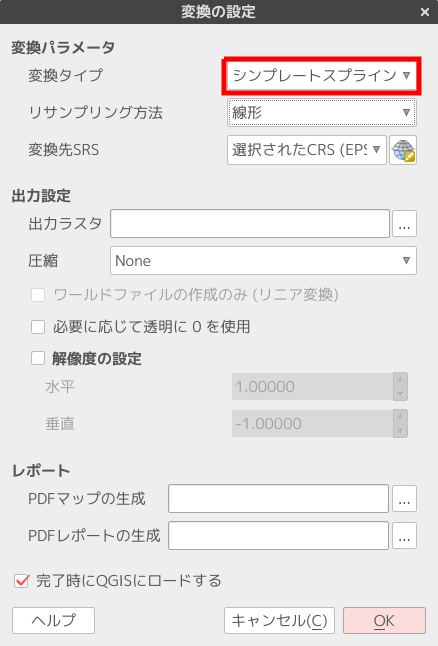 変換の設定
変換パラメータ
変換タイプ シンプレートスプライン
リサンプリング方法 線形
変換先SRS 選択されたCRS (EPS
出力設定
出力ラスタ ...
圧縮 None
ワールドファイルの作成のみ (リニア変換)
必要に応じて透明に 0 を使用
解像度の設定
水平 1.00000
垂直 -1.00000
レポート
PDFマップの生成 ...
PDFレポートの生成 ...
完了時にQGISにロードする
ヘルプ キャンセル(C) OK